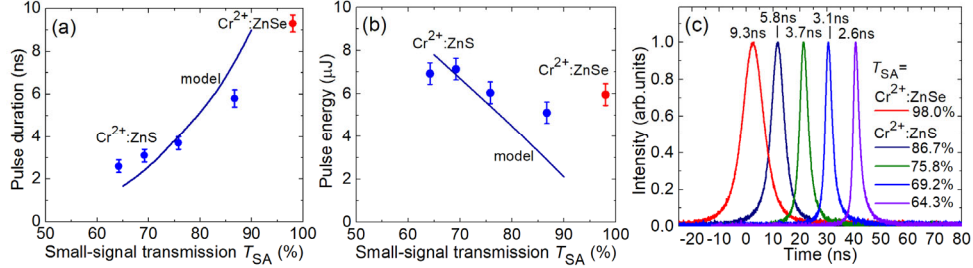 (a)
Cr2+:ZnSe
model
Cr2+:ZnS
Pulse duration (ns)
10
8
6
4
2
0
50 60 70 80 90 100
Small-signal transmission TSA (%)
(b)
Cr2+:ZnS
Cr2+:ZnSe
model
Pulse energy (μJ)
10
8
6
4
2
0
50 60 70 80 90 100
Small-signal transmission TSA (%)
(c)
5.8ns 3.1ns
9.3ns 3.7ns 2.6ns
TSA=
Cr2+:ZnSe
98.0%
Cr2+:ZnS
86.7%
75.8%
69.2%
64.3%
Intensity (arb.units)
1.0
0.8
0.6
0.4
0.2
0.0
-20 -10 0 10 20 30 40 50 60 70 80
Time (ns)